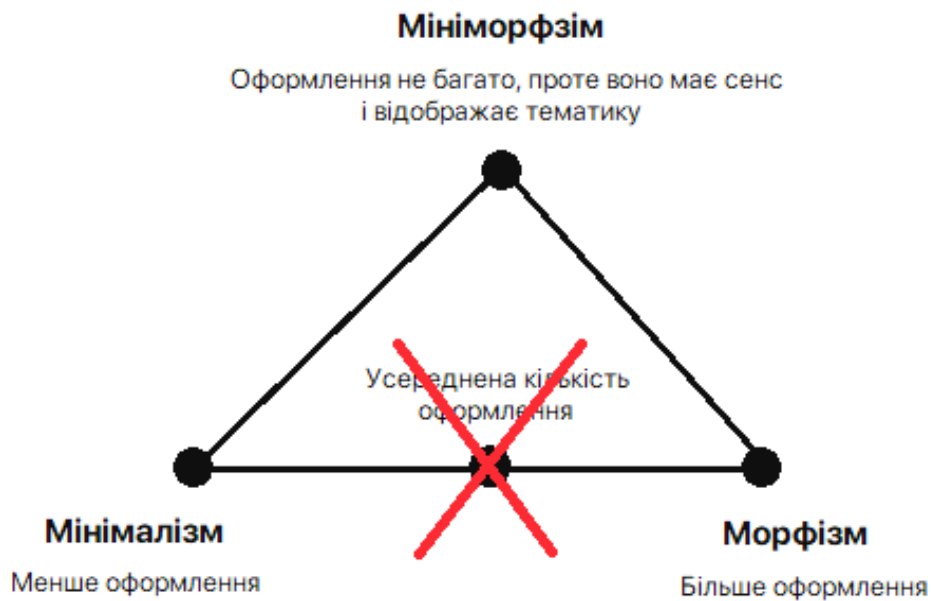 Мініморфзім
Оформлення не багато, проте воно має сенс
і відображає тематику
Усереднена кількість
оформлення
Мінімалізм
Менше оформлення
Морфізм
Більше оформлення